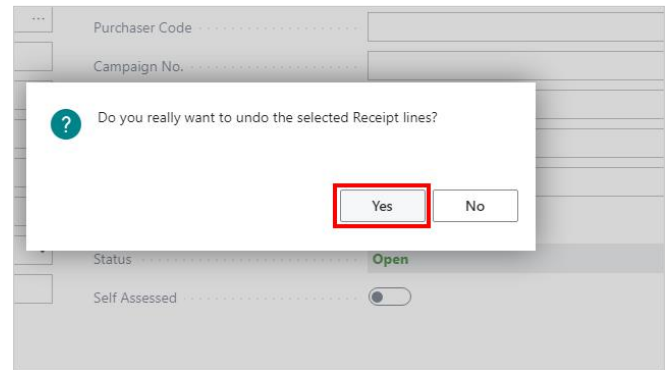 ...
Purchaser Code
Campaign No.
? Do you really want to undo the selected Receipt lines?
Yes No
Status Open
Self Assessed